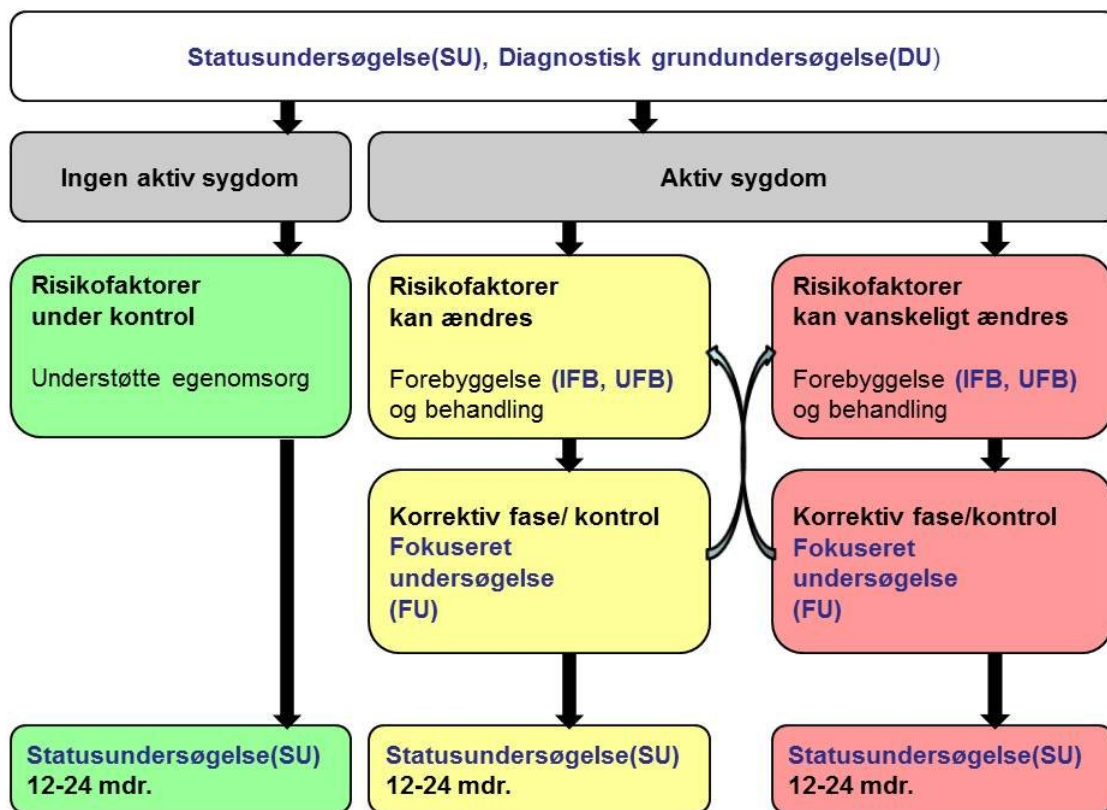 Statusundersøgelse(SU), Diagnostisk grundundersøgelse(DU)
Ingen aktiv sygdom
Aktiv sygdom
Risikofaktorer
under kontrol
Understøtte egenomsorg
Risikofaktorer
kan ændres
Forebyggelse (IFB, UFB)
og behandling
Risikofaktorer
kan vanskeligt ændres
Forebyggelse (IFB, UFB)
og behandling
Korrektiv fase/ kontrol
Fokuseret
undersøgelse
(FU)
Korrektiv fase/kontrol
Fokuseret
undersøgelse
(FU)
Statusundersøgelse(SU)
12-24 mdr.
Statusundersøgelse(SU)
12-24 mdr.
Statusundersøgelse(SU)
12-24 mdr.